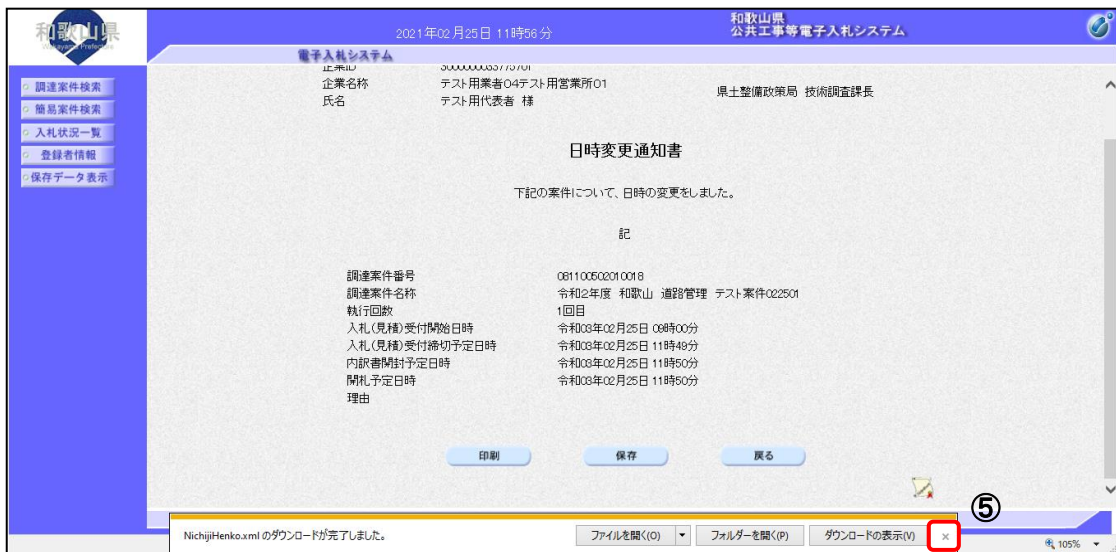 和歌山県
Wakayama Prefecture
2021年02月25日 11時56分
和歌山県
公共工事等電子入札システム
電子入札システム
調達案件検索
簡易案件検索
入札状況一覧
登録者情報
保存データ表示
企業ID
企業名称 テスト用業者04テスト用営業所01
氏名 テスト用代表者 様
県土整備政策局 技術調査課長
日時変更通知書
下記の案件について、日時の変更をしました。
記
調達案件番号 081100502010018
調達案件名称 令和2年度 和歌山 道路管理 テスト案件022501
執行回数 1回目
入札(見積)受付開始日時 令和03年02月25日 09時00分
入札(見積)受付締切予定日時 令和03年02月25日 11時49分
内訳書開封予定日時 令和03年02月25日 11時50分
開札予定日時 令和03年02月25日 11時50分
理由
印刷 保存 戻る
⑤
NichijiHenko.xml のダウンロードが完了しました。 ファイルを開く(O) フォルダーを開く(P) ダウンロードの表示(V) ×
105%